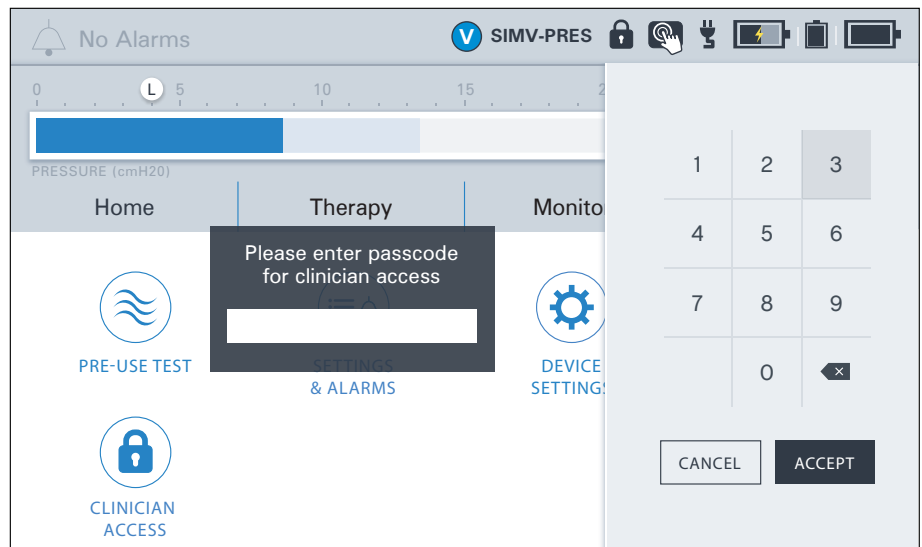 No Alarms
V SIMV-PRES
0 L 5 10 15 2
PRESSURE (cmH20)
Home Therapy Monito
Please enter passcode
for clinician access
PRE-USE TEST
SETTINGS
& ALARMS
DEVICE
SETTINGS
CLINICIAN
ACCESS
1 2 3
4 5 6
7 8 9
0
CANCEL ACCEPT